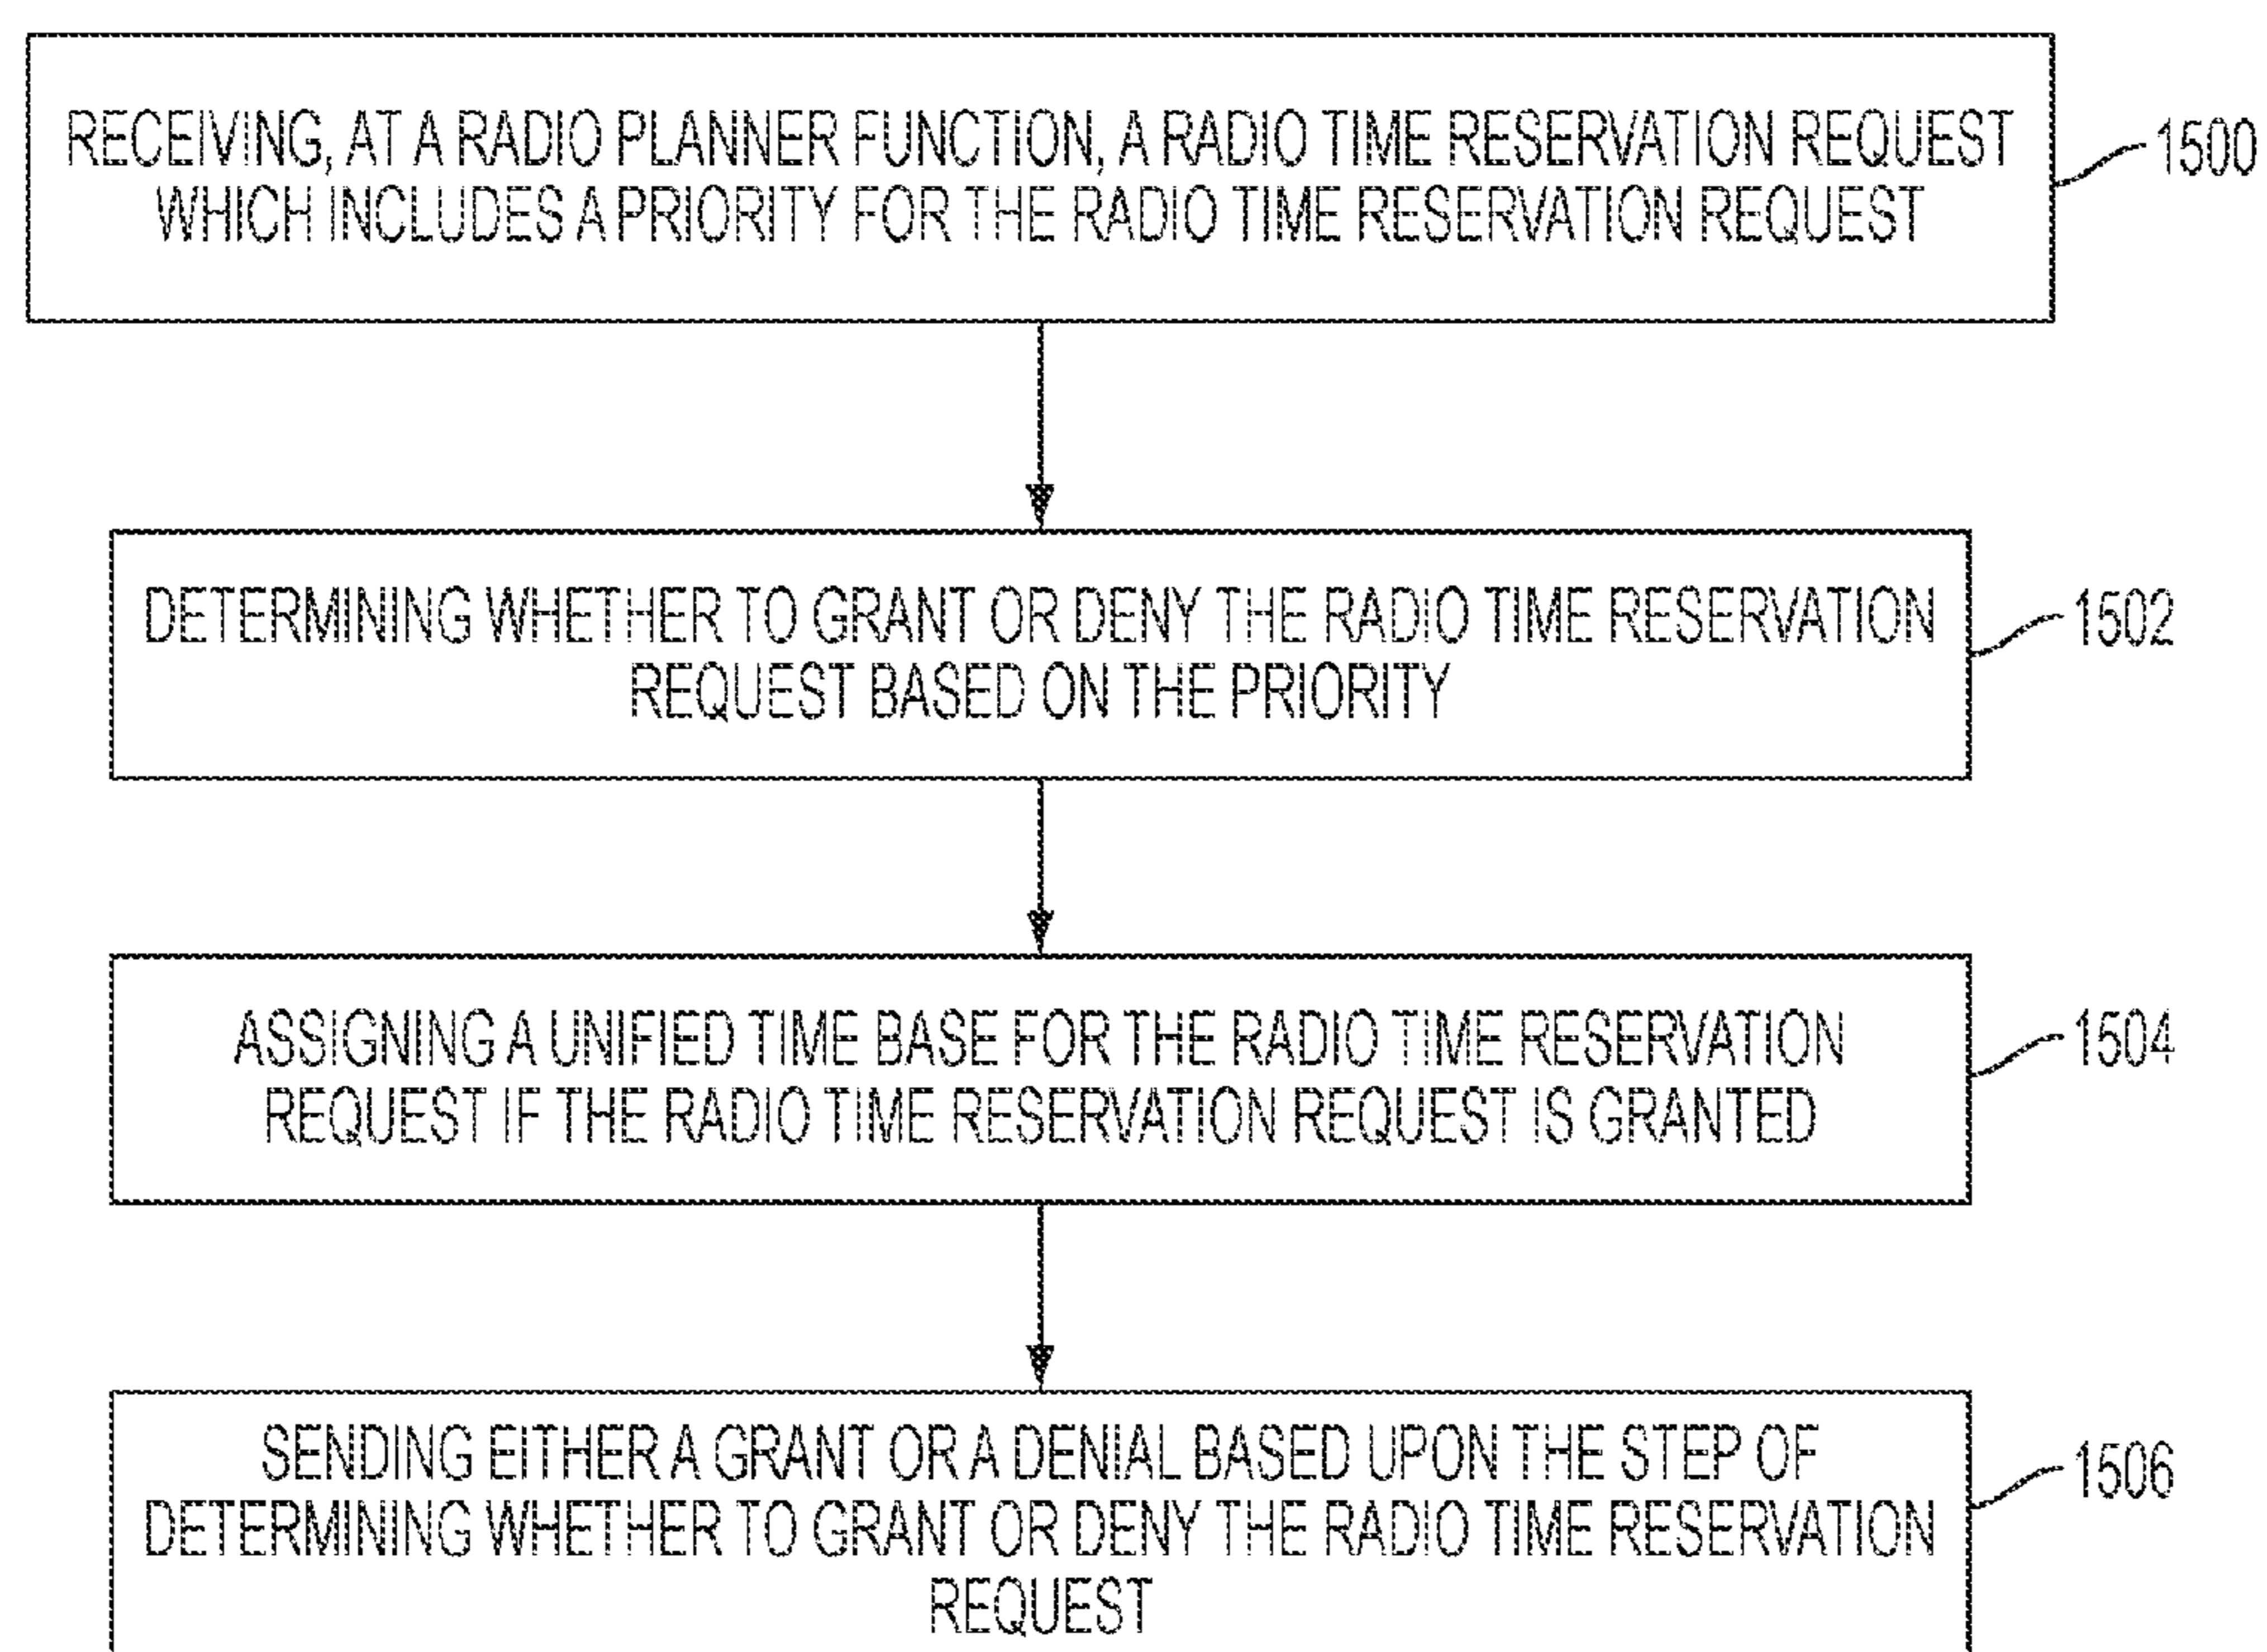 RECEIVING, AT A RADIO PLANNER FUNCTION, A RADIO TIME RESERVATION REQUEST
WHICH INCLUDES A PRIORITY FOR THE RADIO TIME RESERVATION REQUEST
1500
DETERMINING WHETHER TO GRANT OR DENY THE RADIO TIME RESERVATION
REQUEST BASED ON THE PRIORITY
1502
ASSIGNING A UNIFIED TIME BASE FOR THE RADIO TIME RESERVATION
REQUEST IF THE RADIO TIME RESERVATION REQUEST IS GRANTED
1504
SENDING EITHER A GRANT OR A DENIAL BASED UPON THE STEP OF
DETERMINING WHETHER TO GRANT OR DENY THE RADIO TIME RESERVATION
REQUEST
1506